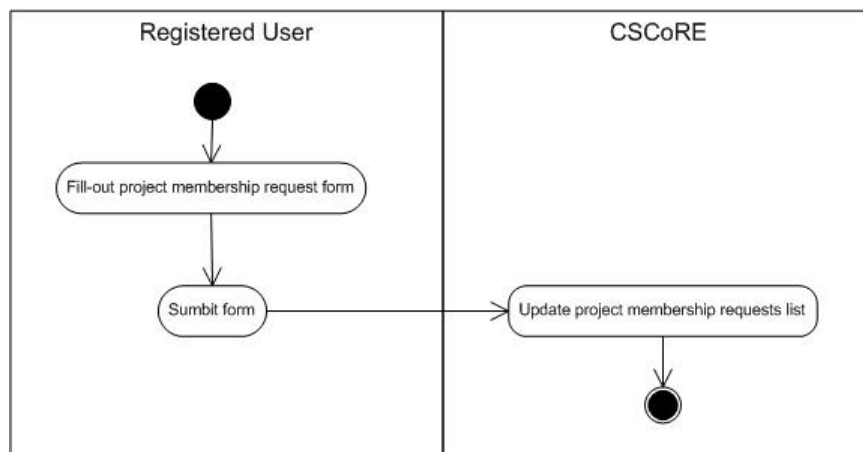 Registered User
CSCoRE
Fill-out project membership request form
Sumbit form
Update project membership requests list